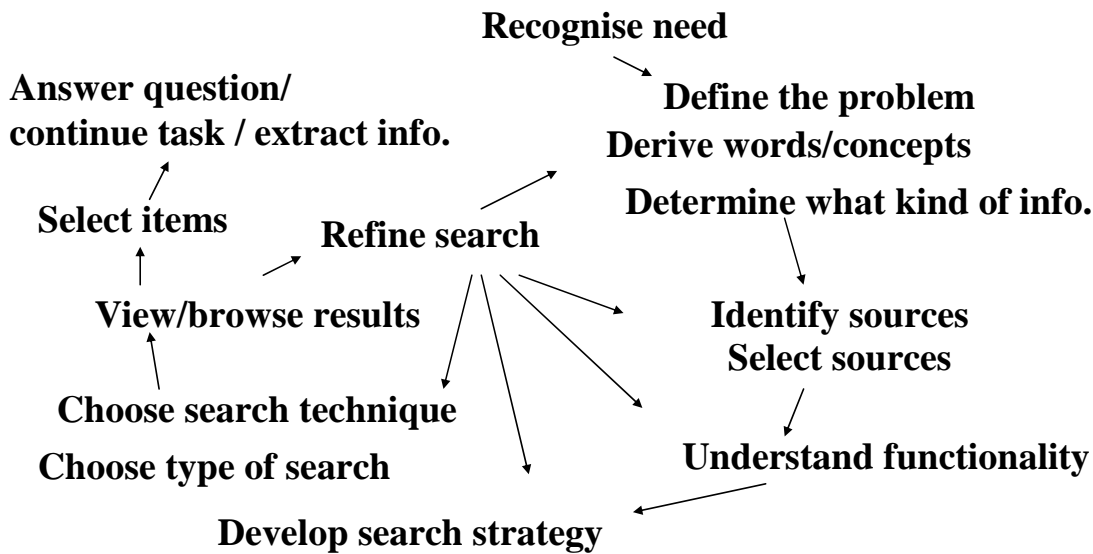 Recognise need
Answer question/
continue task / extract info.
Define the problem
Derive words/concepts
Determine what kind of info.
Select items
Refine search
View/browse results
Identify sources
Select sources
Choose search technique
Choose type of search
Understand functionality
Develop search strategy